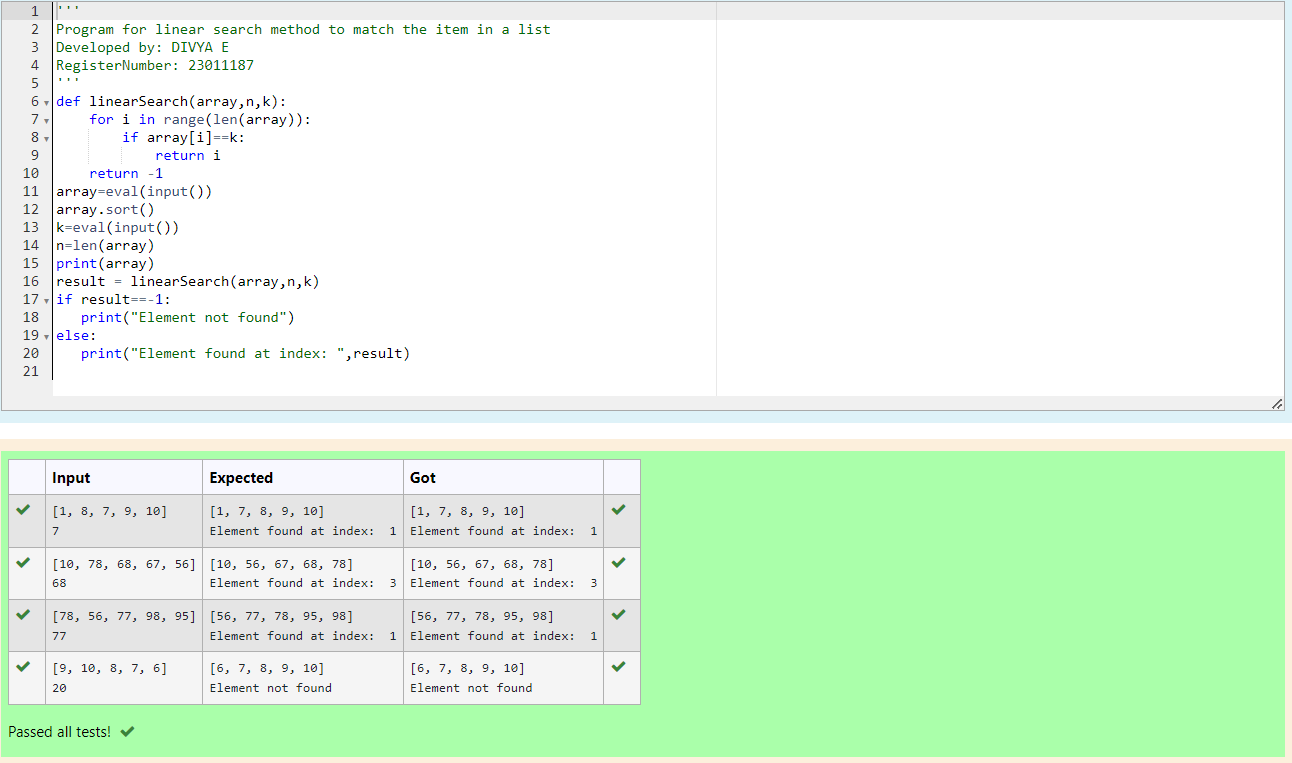 1 '''
2 Program for linear search method to match the item in a list
3 Developed by: DIVYA E
4 RegisterNumber: 23011187
5 '''
6 def linearSearch(array,n,k):
7     for i in range(len(array)):
8         if array[i]==k:
9             return i
10     return -1
11 array=eval(input())
12 array.sort()
13 k=eval(input())
14 n=len(array)
15 print(array)
16 result = linearSearch(array,n,k)
17 if result==-1:
18    print("Element not found")
19 else:
20    print("Element found at index: ",result)
21
Input Expected Got
[1, 8, 7, 9, 10] [1, 7, 8, 9, 10] [1, 7, 8, 9, 10]
7 Element found at index:  1 Element found at index:  1
[10, 78, 68, 67, 56] [10, 56, 67, 68, 78] [10, 56, 67, 68, 78]
68 Element found at index:  3 Element found at index:  3
[78, 56, 77, 98, 95] [56, 77, 78, 95, 98] [56, 77, 78, 95, 98]
77 Element found at index:  1 Element found at index:  1
[9, 10, 8, 7, 6] [6, 7, 8, 9, 10] [6, 7, 8, 9, 10]
20 Element not found Element not found
Passed all tests!